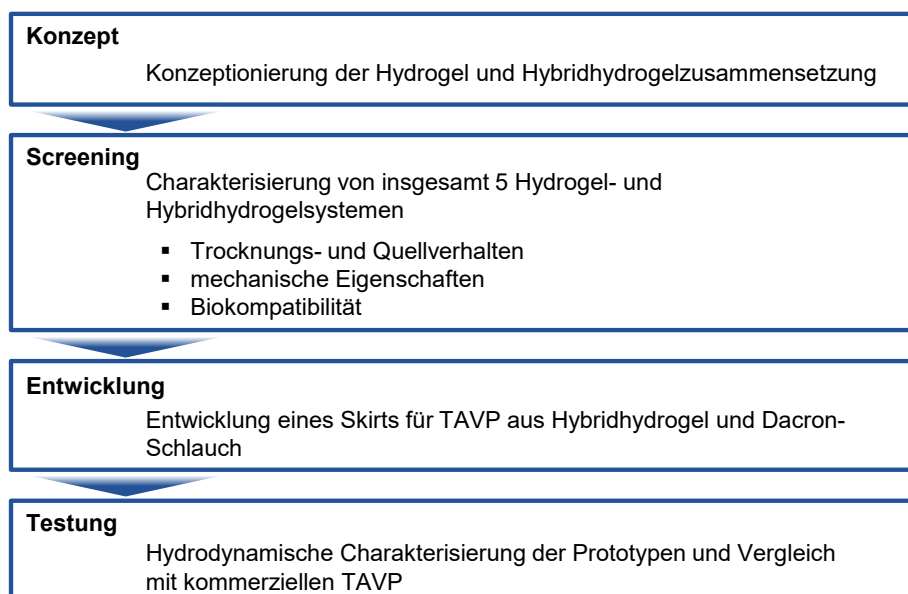 Konzept
Konzeptionierung der Hydrogel und Hybridhydrogelzusammensetzung
Screening
Charakterisierung von insgesamt 5 Hydrogel- und
Hybridhydrogelsystemen
▪ Trocknungs- und Quellverhalten
▪ mechanische Eigenschaften
▪ Biokompatibilität
Entwicklung
Entwicklung eines Skirts für TAVP aus Hybridhydrogel und Dacron-
Schlauch
Testung
Hydrodynamische Charakterisierung der Prototypen und Vergleich
mit kommerziellen TAVP